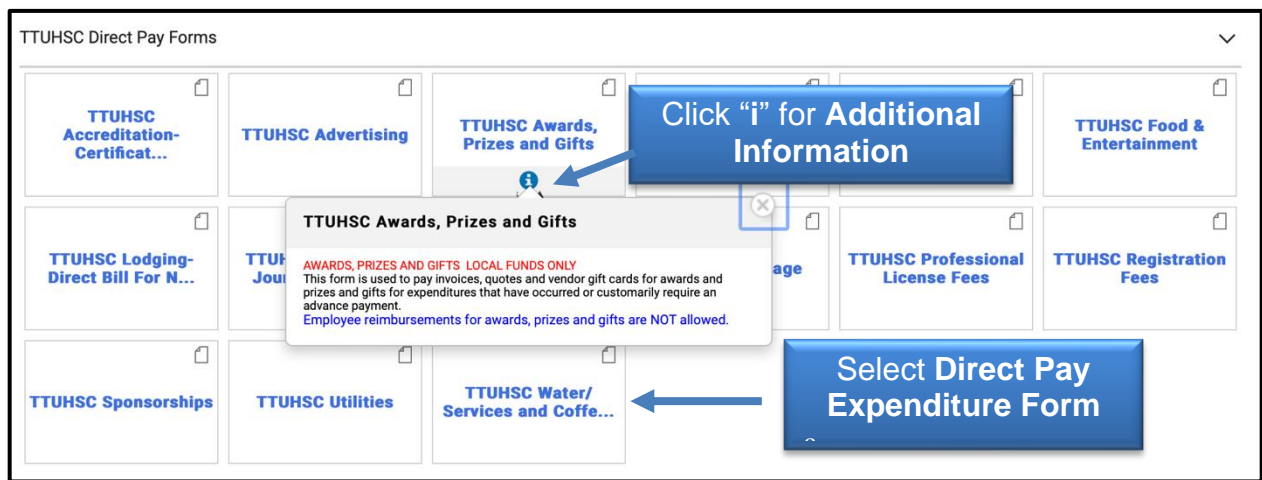 TTUHSC Direct Pay Forms
TTUHSC
Accreditation-
Certificat...
TTUHSC Advertising
TTUHSC Awards,
Prizes and Gifts
Click “i” for Additional
Information
TTUHSC Food &
Entertainment
i
TTUHSC Awards, Prizes and Gifts
AWARDS, PRIZES AND GIFTS LOCAL FUNDS ONLY
This form is used to pay invoices, quotes and vendor gift cards for awards and
prizes and gifts for expenditures that have occurred or customarily require an
advance payment.
Employee reimbursements for awards, prizes and gifts are NOT allowed.
TTUHSC Lodging-
Direct Bill For N...
TTUH
Jou
age
TTUHSC Professional
License Fees
TTUHSC Registration
Fees
TTUHSC Sponsorships
TTUHSC Utilities
TTUHSC Water/
Services and Coffe...
Select Direct Pay
Expenditure Form